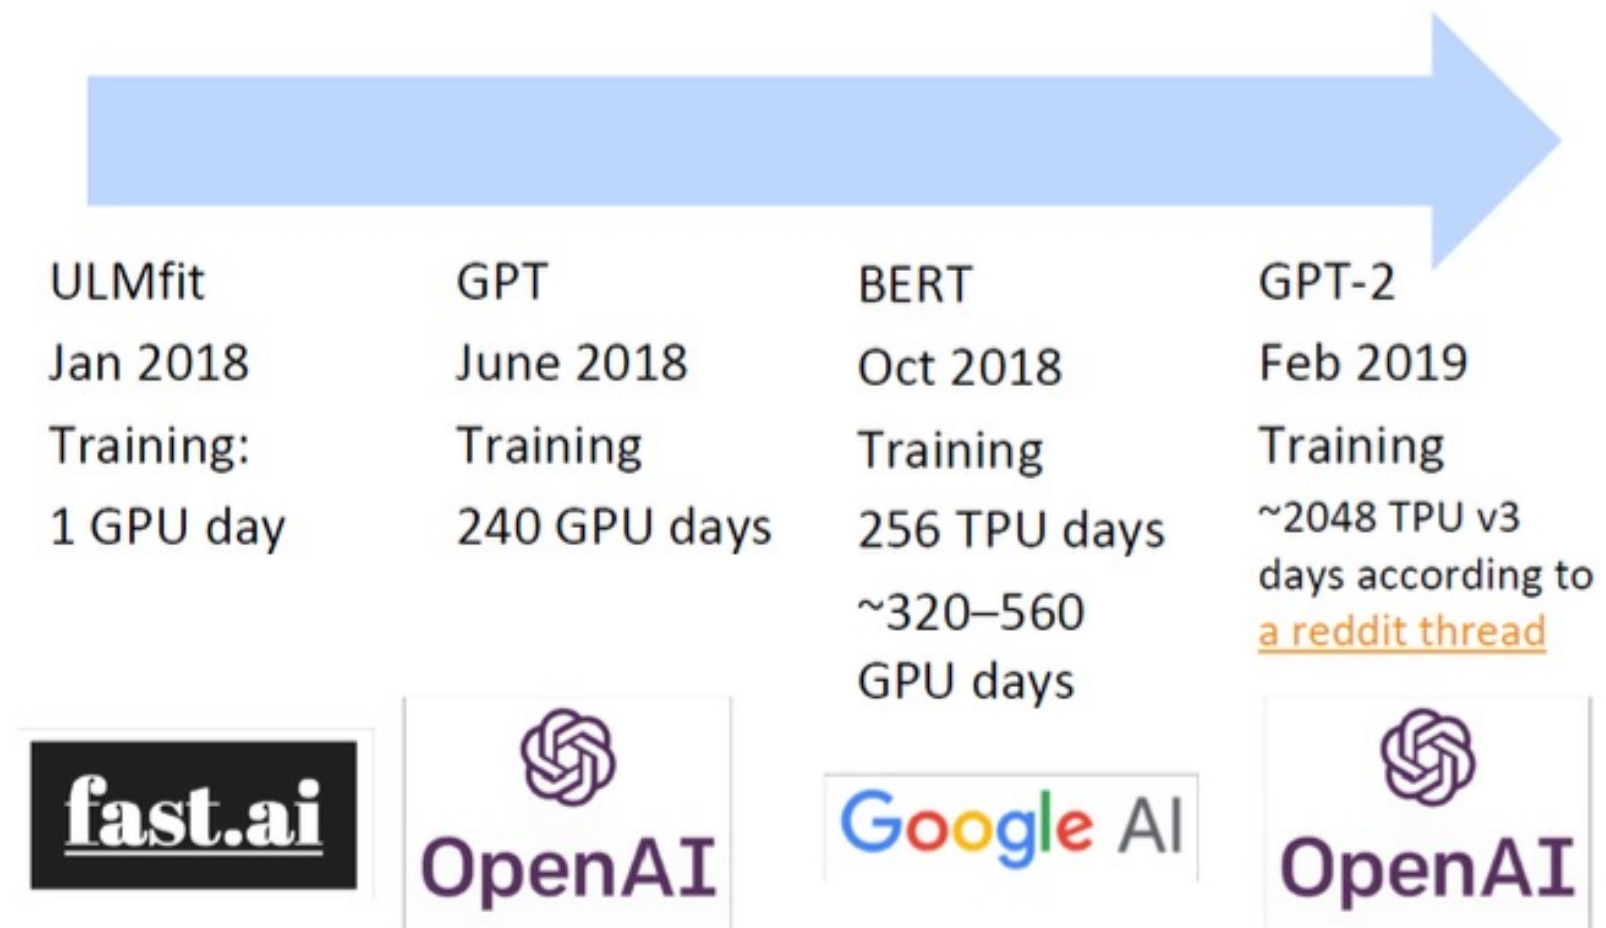 ULMfit
Jan 2018
Training:
1 GPU day
GPT
June 2018
Training
240 GPU days
BERT
Oct 2018
Training
256 TPU days
~320–560
GPU days
GPT-2
Feb 2019
Training
~2048 TPU v3
days according to
a reddit thread
fast.ai
OpenAI
Google AI
OpenAI